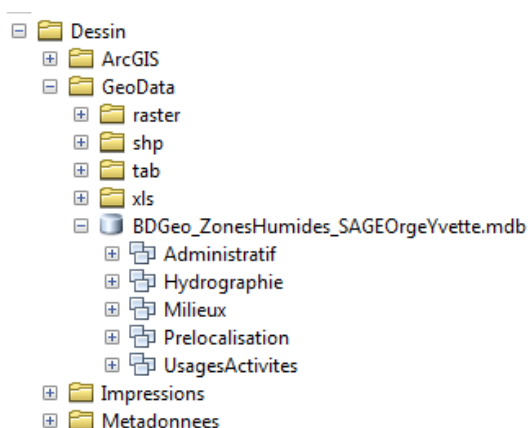 Dessin
ArcGIS
GeoData
raster
shp
tab
xls
BDGeo_ZonesHumides_SAGEOrgeYvette.mdb
Administratif
Hydrographie
Milieux
Prelocalisation
UsagesActivites
Impressions
Metadonnees